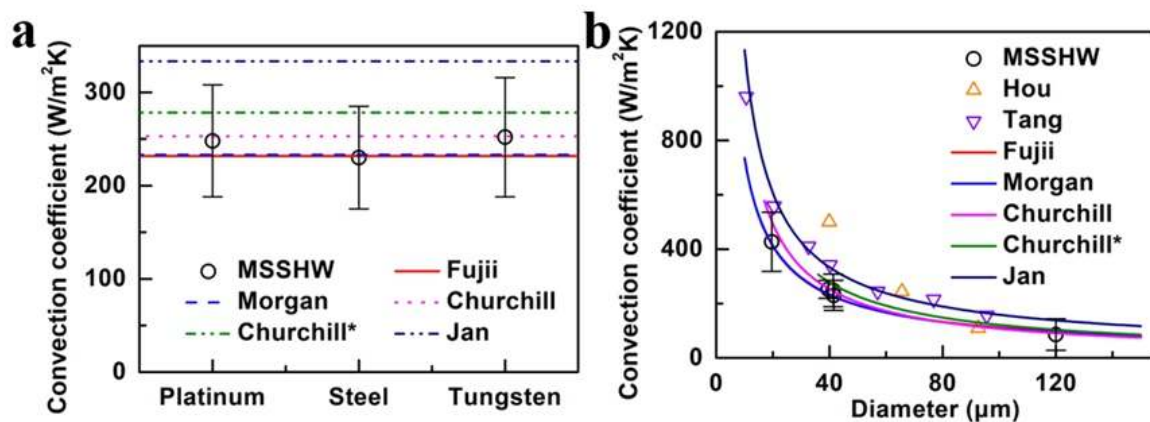 a
Convection coefficient (W/m²K)
300
200
100
0
MSSHW
Fujii
Morgan
Churchill
Churchill*
Jan
Platinum
Steel
Tungsten
b
Convection coefficient (W/m²K)
1200
800
400
0
MSSHW
Hou
Tang
Fujii
Morgan
Churchill
Churchill*
Jan
0
40
80
120
Diameter (µm)